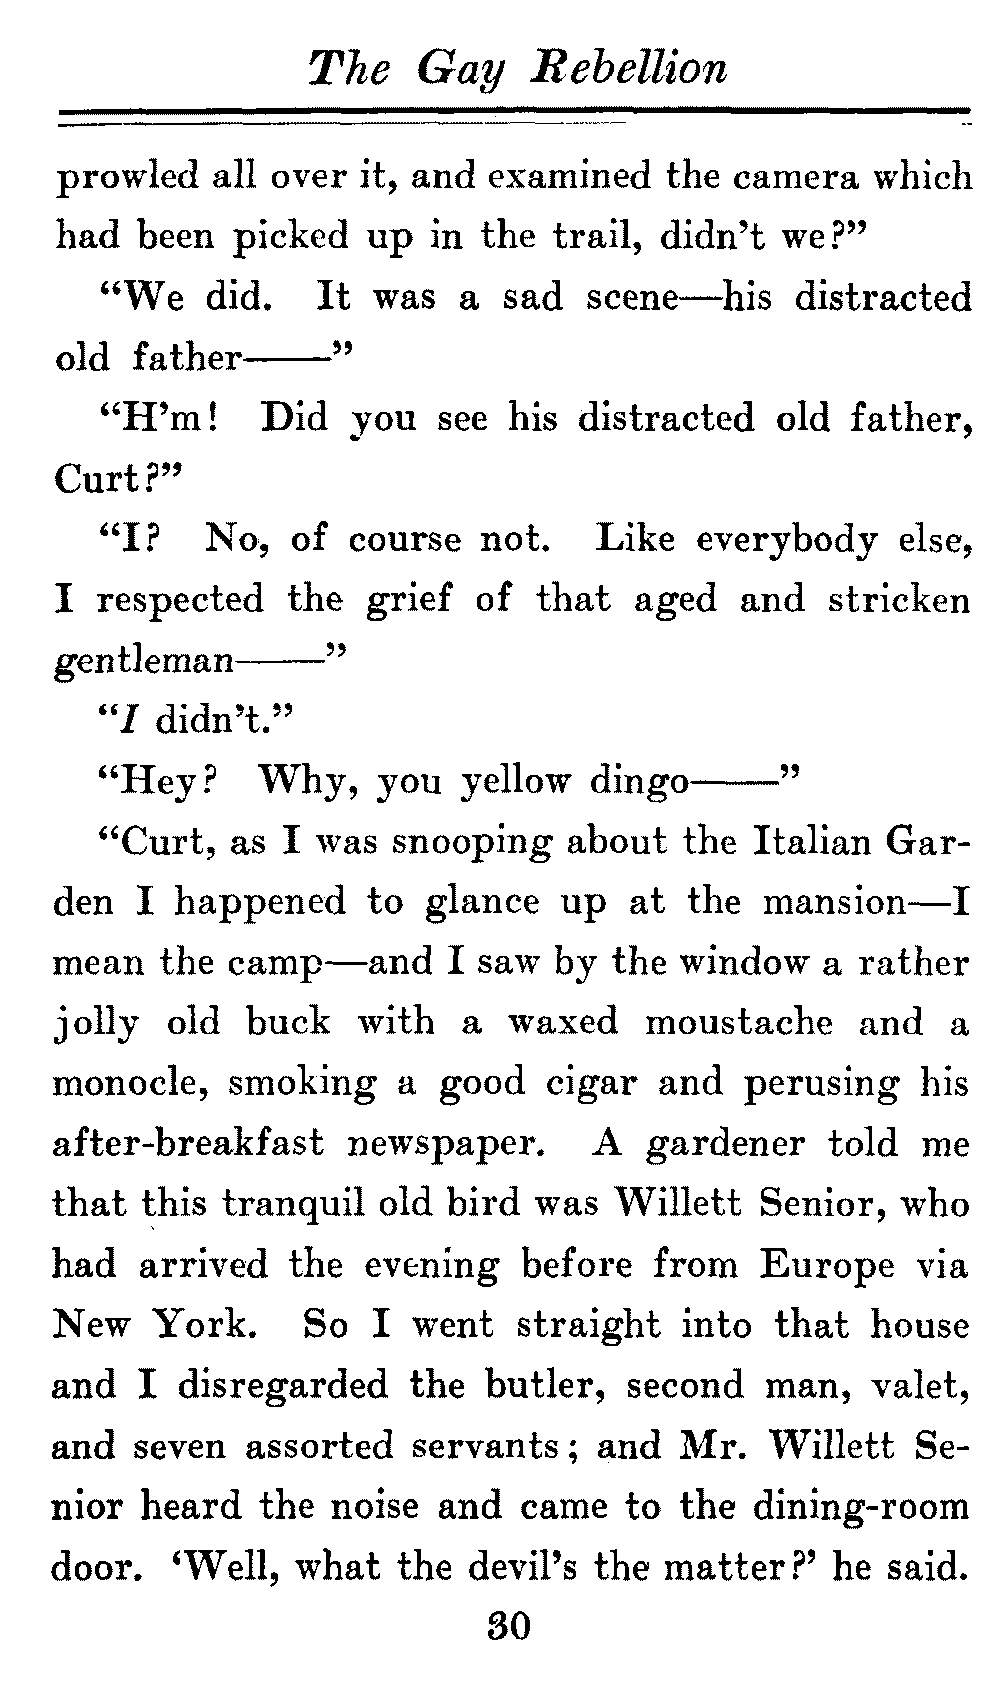 The Gay Rebellion
prowled all over it, and examined the camera which
had been picked up in the trail, didn't we?”
“We did. It was a sad scene—his distracted
old father——”
“H'm! Did you see his distracted old father,
Curt?”
“I? No, of course not. Like everybody else,
I respected the grief of that aged and stricken
gentleman——”
“I didn't.”
“Hey? Why, you yellow dingo——”
“Curt, as I was snooping about the Italian Gar-
den I happened to glance up at the mansion—I
mean the camp—and I saw by the window a rather
jolly old buck with a waxed moustache and a
monocle, smoking a good cigar and perusing his
after-breakfast newspaper. A gardener told me
that this tranquil old bird was Willett Senior, who
had arrived the evening before from Europe via
New York. So I went straight into that house
and I disregarded the butler, second man, valet,
and seven assorted servants; and Mr. Willett Se-
nior heard the noise and came to the dining-room
door. ‘Well, what the devil's the matter?’ he said.
30